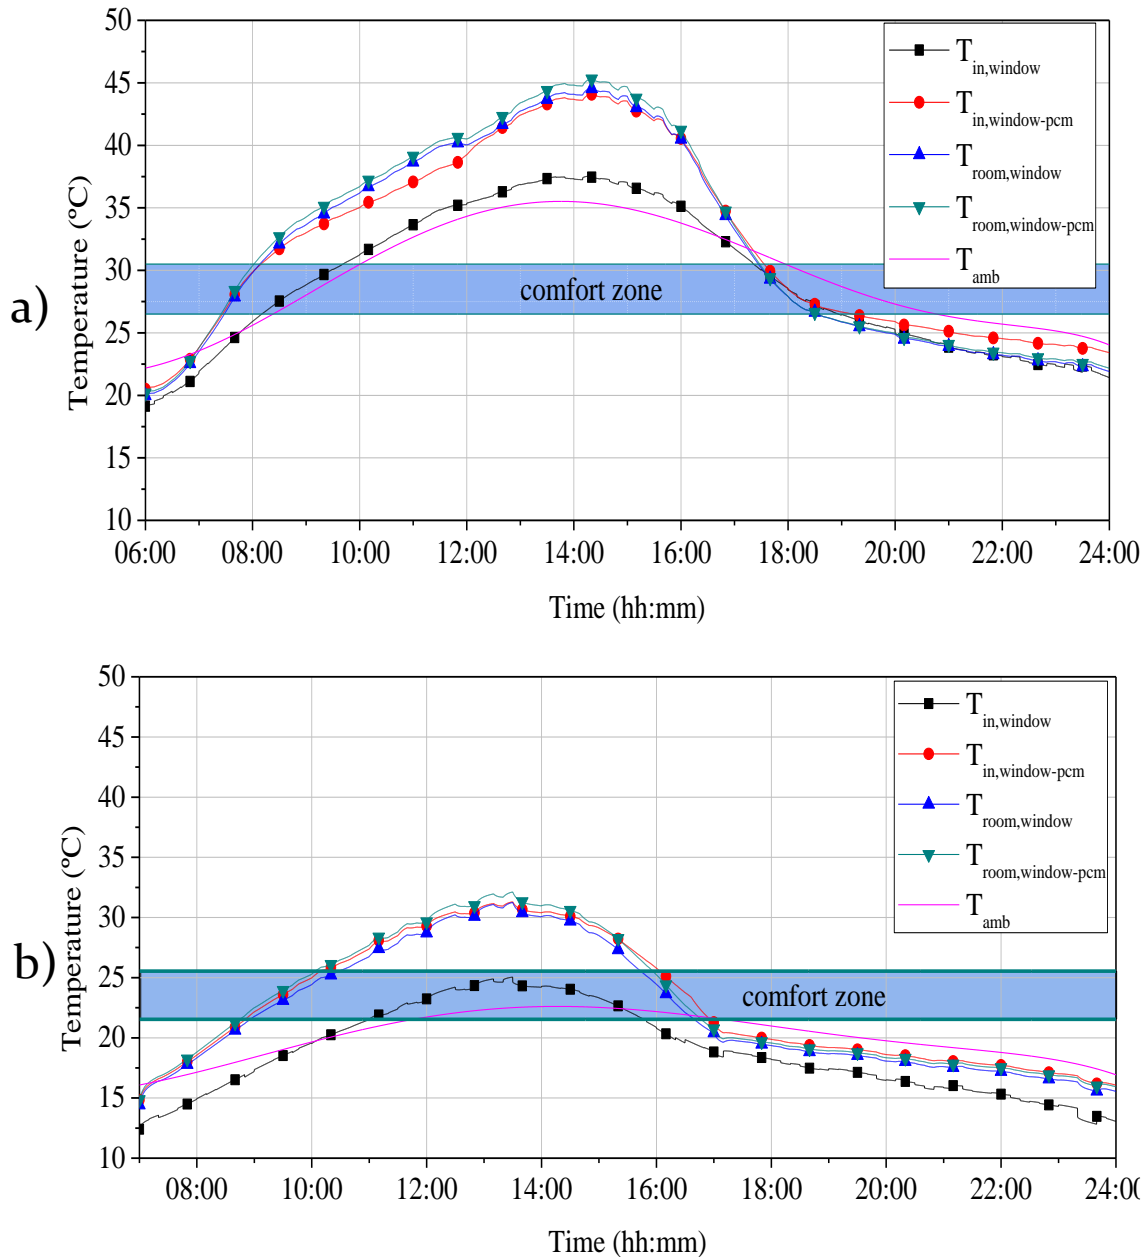 a)
Temperature (ºC)
50
45
40
35
30
25
20
15
10
T in,window
T in,window-pcm
T room,window
T room,window-pcm
T amb
comfort zone
06:00 08:00 10:00 12:00 14:00 16:00 18:00 20:00 22:00 24:00
Time (hh:mm)
b)
Temperature (ºC)
50
45
40
35
30
25
20
15
10
T in,window
T in,window-pcm
T room,window
T room,window-pcm
T amb
comfort zone
08:00 10:00 12:00 14:00 16:00 18:00 20:00 22:00 24:00
Time (hh:mm)